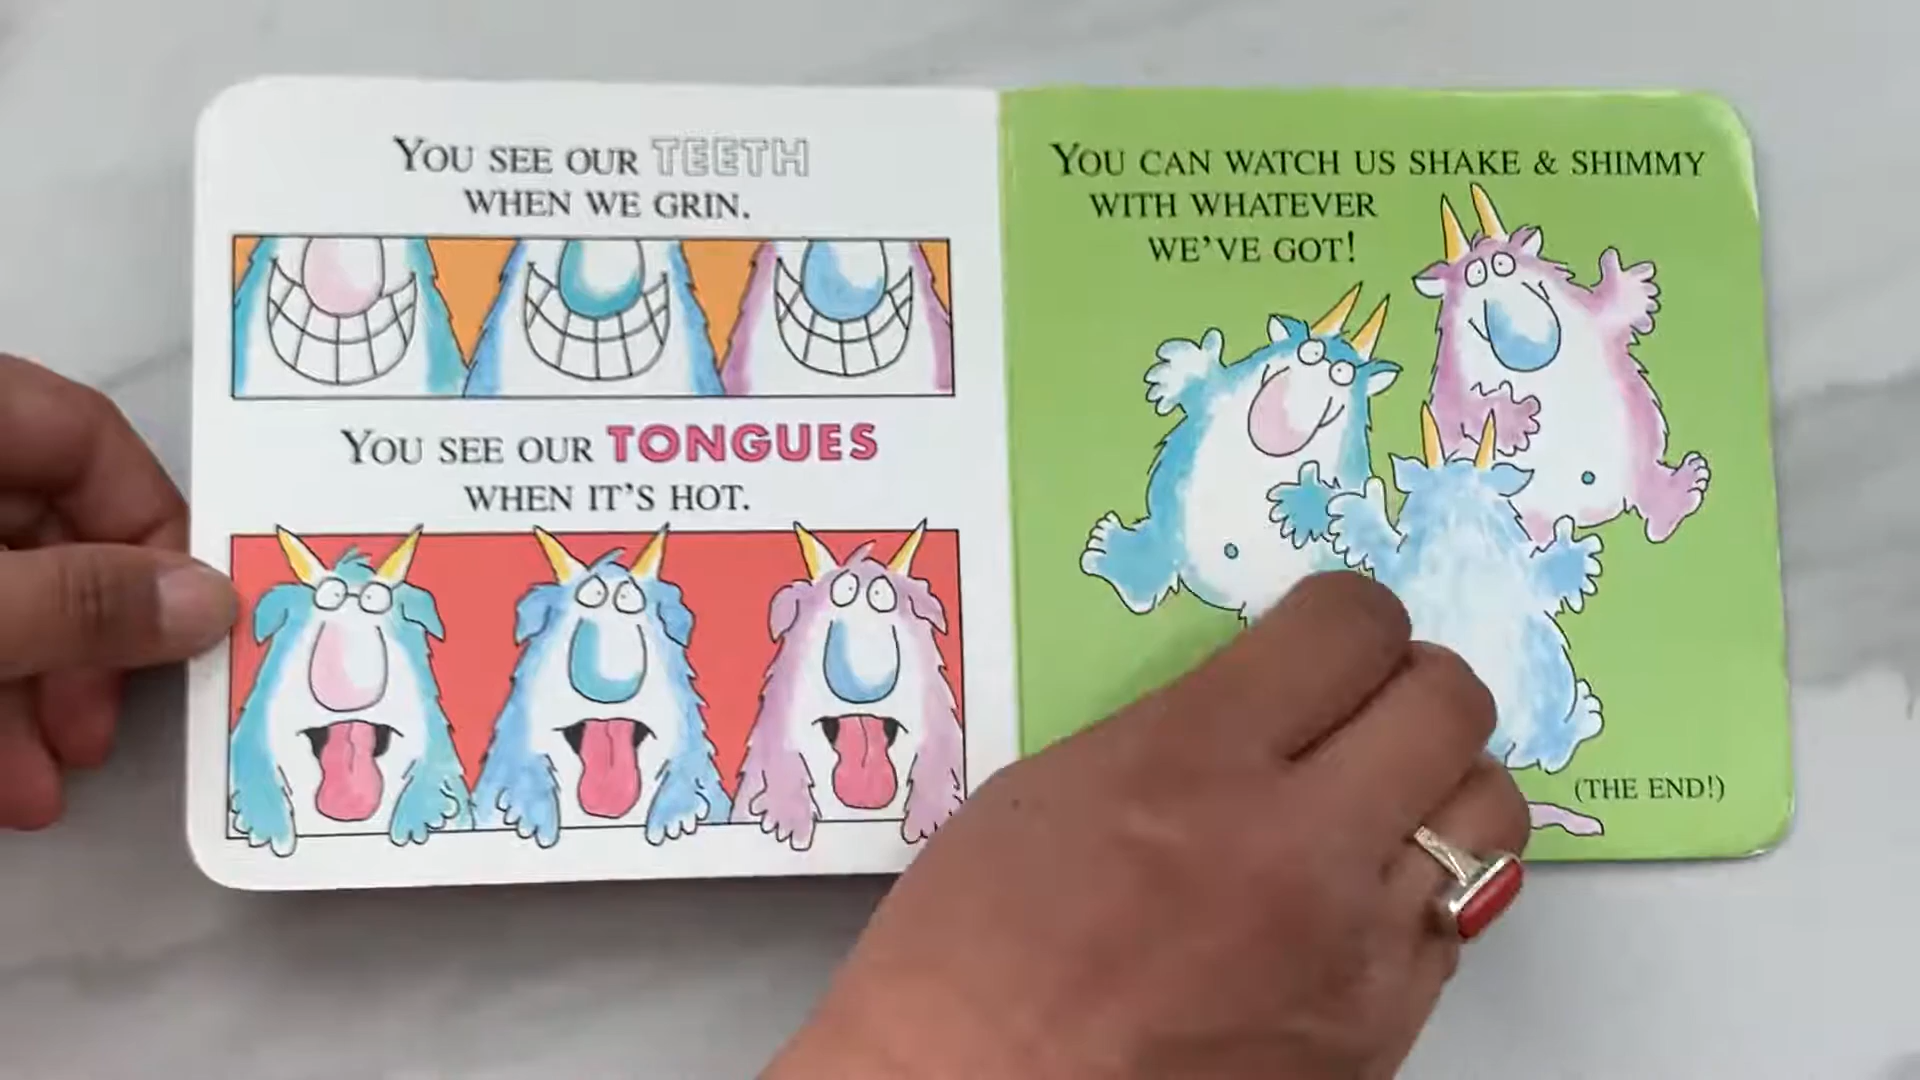 YOU SEE OUR TEETH
WHEN WE GRIN.
YOU SEE OUR TONGUES
WHEN IT'S HOT.
YOU CAN WATCH US SHAKE & SHIMMY
WITH WHATEVER
WE'VE GOT!
(THE END!)